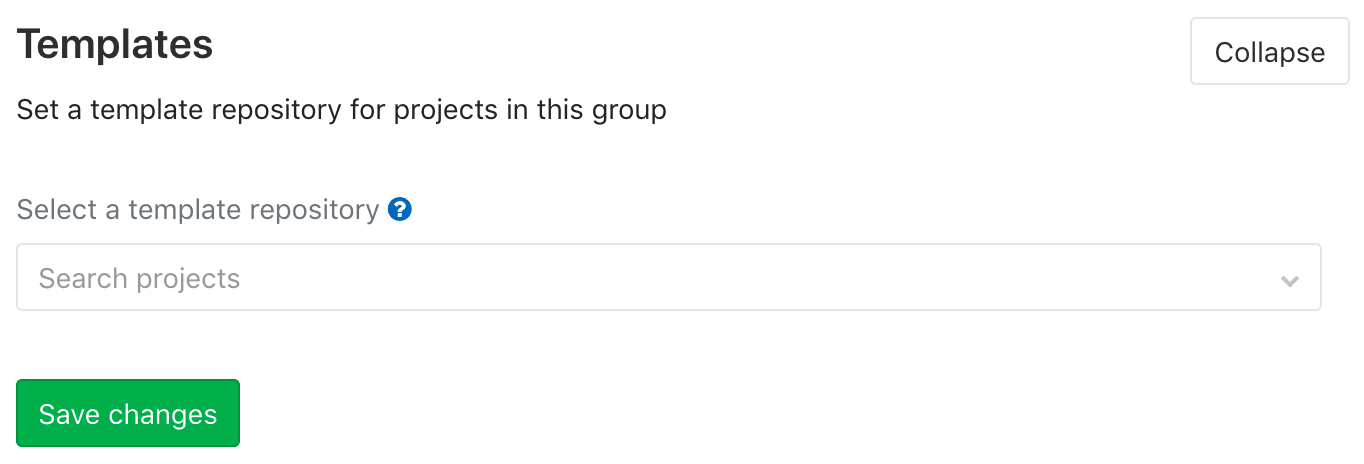 Templates
Collapse
Set a template repository for projects in this group
Select a template repository ?
Search projects
Save changes